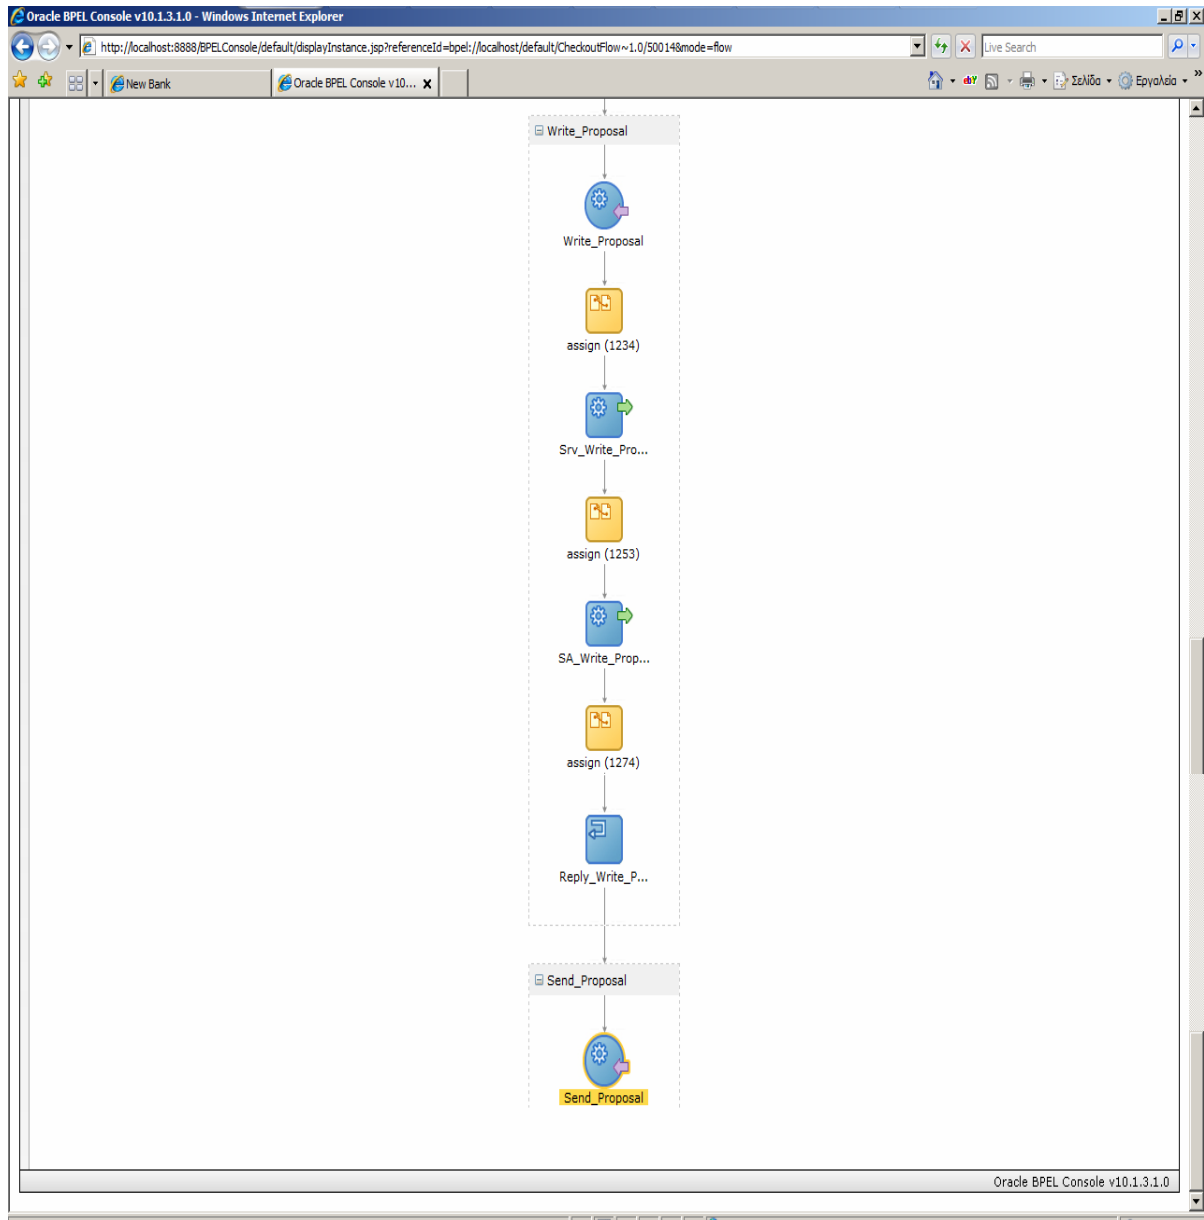 Oracle BPEL Console v10.1.3.1.0 - Windows Internet Explorer
http://localhost:8888/BPELConsole/default/displayInstance.jsp?referenceId=bpel://localhost/default/CheckoutFlow~1.0/50014&mode=flow
Live Search
New Bank
Oracle BPEL Console v10...
ebY
Σελίδα
Εργαλεία
Write_Proposal
Write_Proposal
assign (1234)
Srv_Write_Pro...
assign (1253)
SA_Write_Prop...
assign (1274)
Reply_Write_P...
Send_Proposal
Send_Proposal
Oracle BPEL Console v10.1.3.1.0